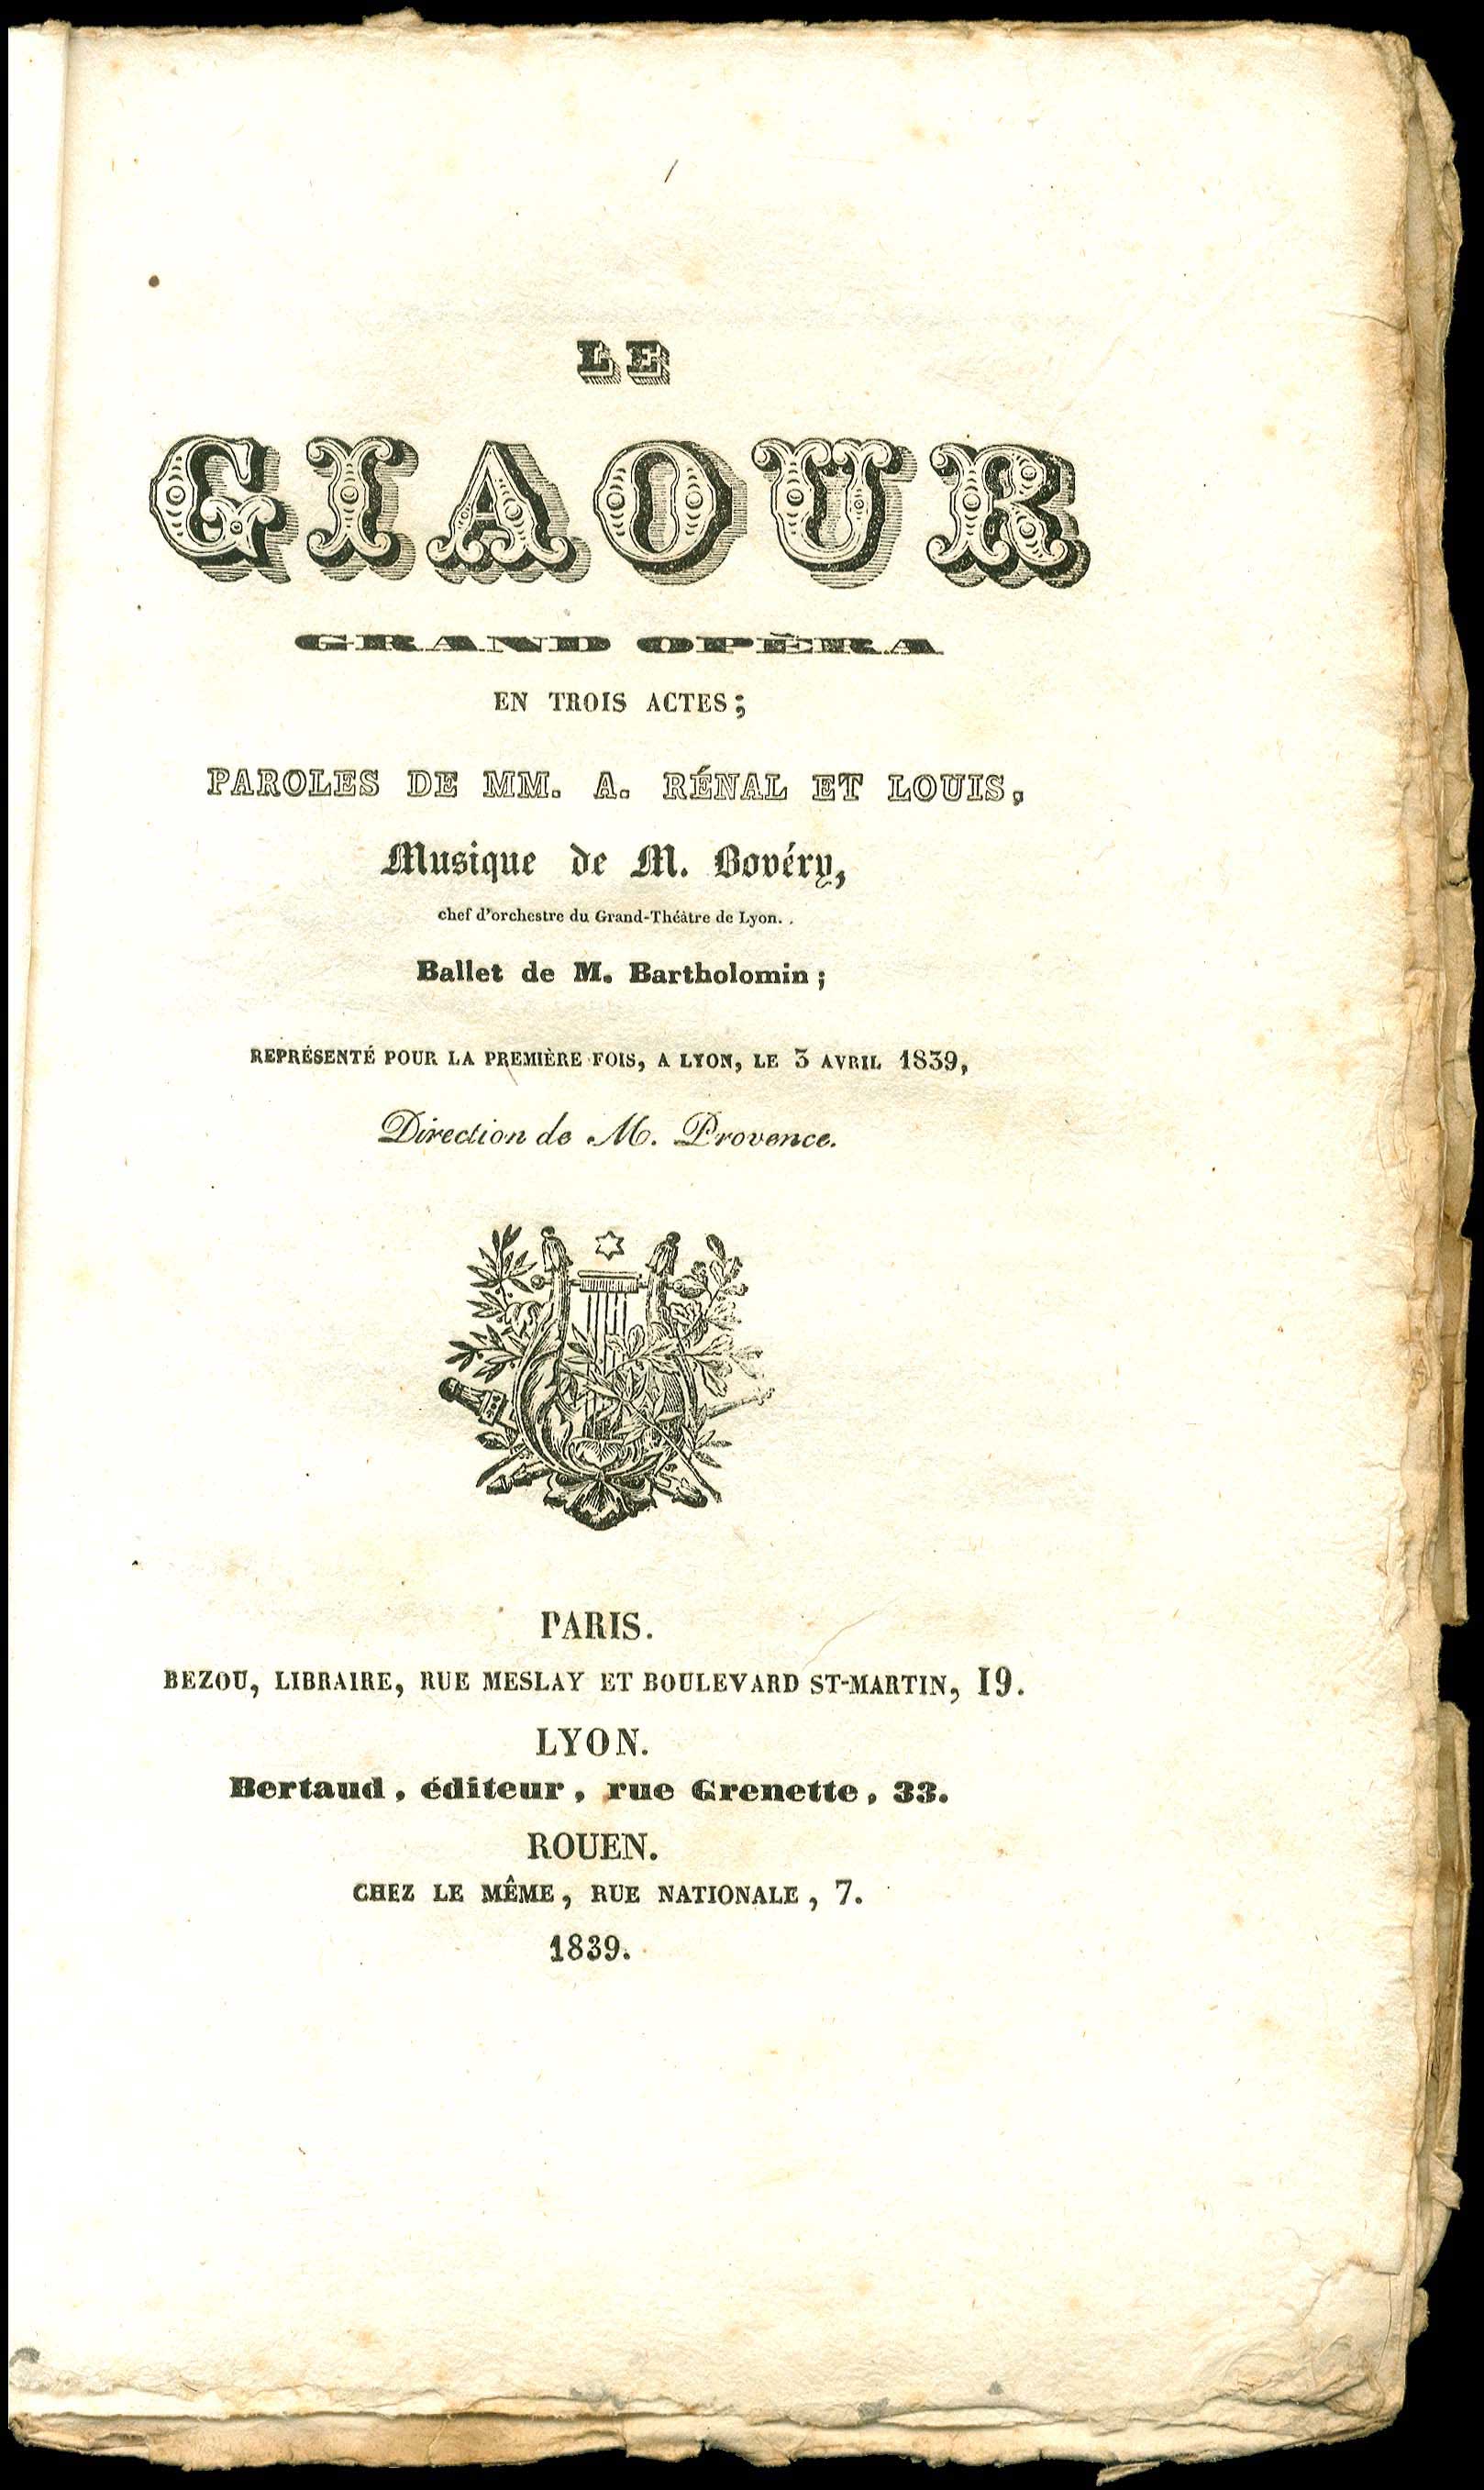 LE
GIAOUR
GRAND OPÈRA
EN TROIS ACTES;
PAROLES DE MM. A. RÉNAL ET LOUIS,
Musique de M. Bovéry,
chef d'orchestre du Grand-Théâtre de Lyon.
Ballet de M. Bartholomin;
REPRÉSENTÉ POUR LA PREMIÈRE FOIS, A LYON, LE 3 AVRIL 1839,
Direction de M. Provence.
PARIS.
BEZOU, LIBRAIRE, RUE MESLAY ET BOULEVARD ST-MARTIN, 19.
LYON.
Bertaud, éditeur, rue Grenette, 33.
ROUEN.
CHEZ LE MÊME, RUE NATIONALE, 7.
1839.